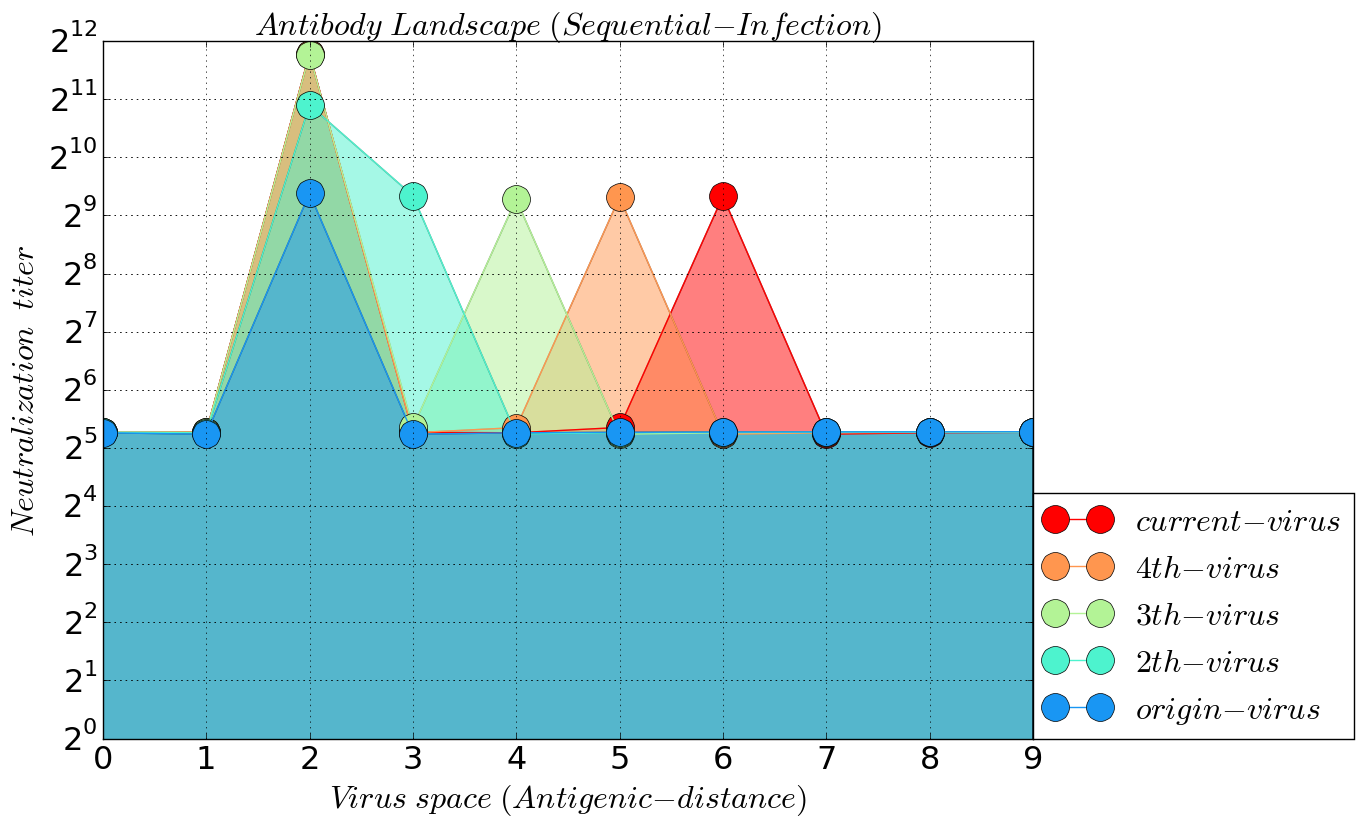 Antibody Landscape (Sequential−Infection)
Neutralization titer
2^12
2^11
2^10
2^9
2^8
2^7
2^6
2^5
2^4
2^3
2^2
2^1
2^0
0 1 2 3 4 5 6 7 8 9
Virus space (Antigenic−distance)
current−virus
4th−virus
3th−virus
2th−virus
origin−virus